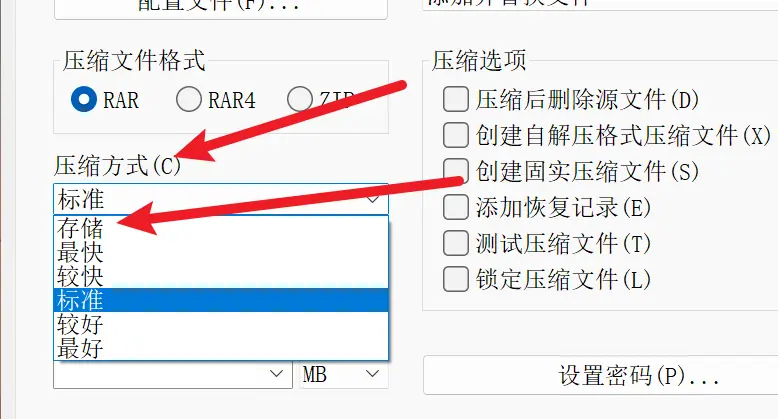 配置文件(F)...
添加并替换文件
压缩文件格式
RAR
RAR4
ZIP
压缩方式(C)
标准
存储
最快
较快
标准
较好
最好
MB
压缩选项
压缩后删除源文件(D)
创建自解压格式压缩文件(X)
创建固实压缩文件(S)
添加恢复记录(E)
测试压缩文件(T)
锁定压缩文件(L)
设置密码(P)...